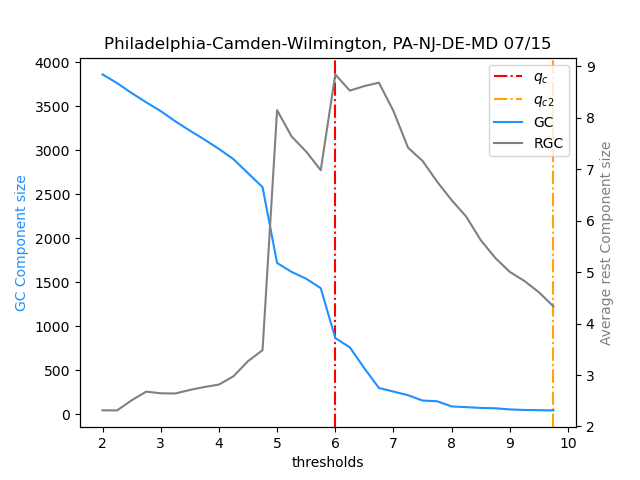 Philadelphia-Camden-Wilmington, PA-NJ-DE-MD 07/15
4000
3500
3000
2500
2000
1500
1000
500
0
GC Component size
2 3 4 5 6 7 8 9 10
thresholds
9
8
7
6
5
4
3
2
Average rest Component size
q_c
q_{c2}
GC
RGC